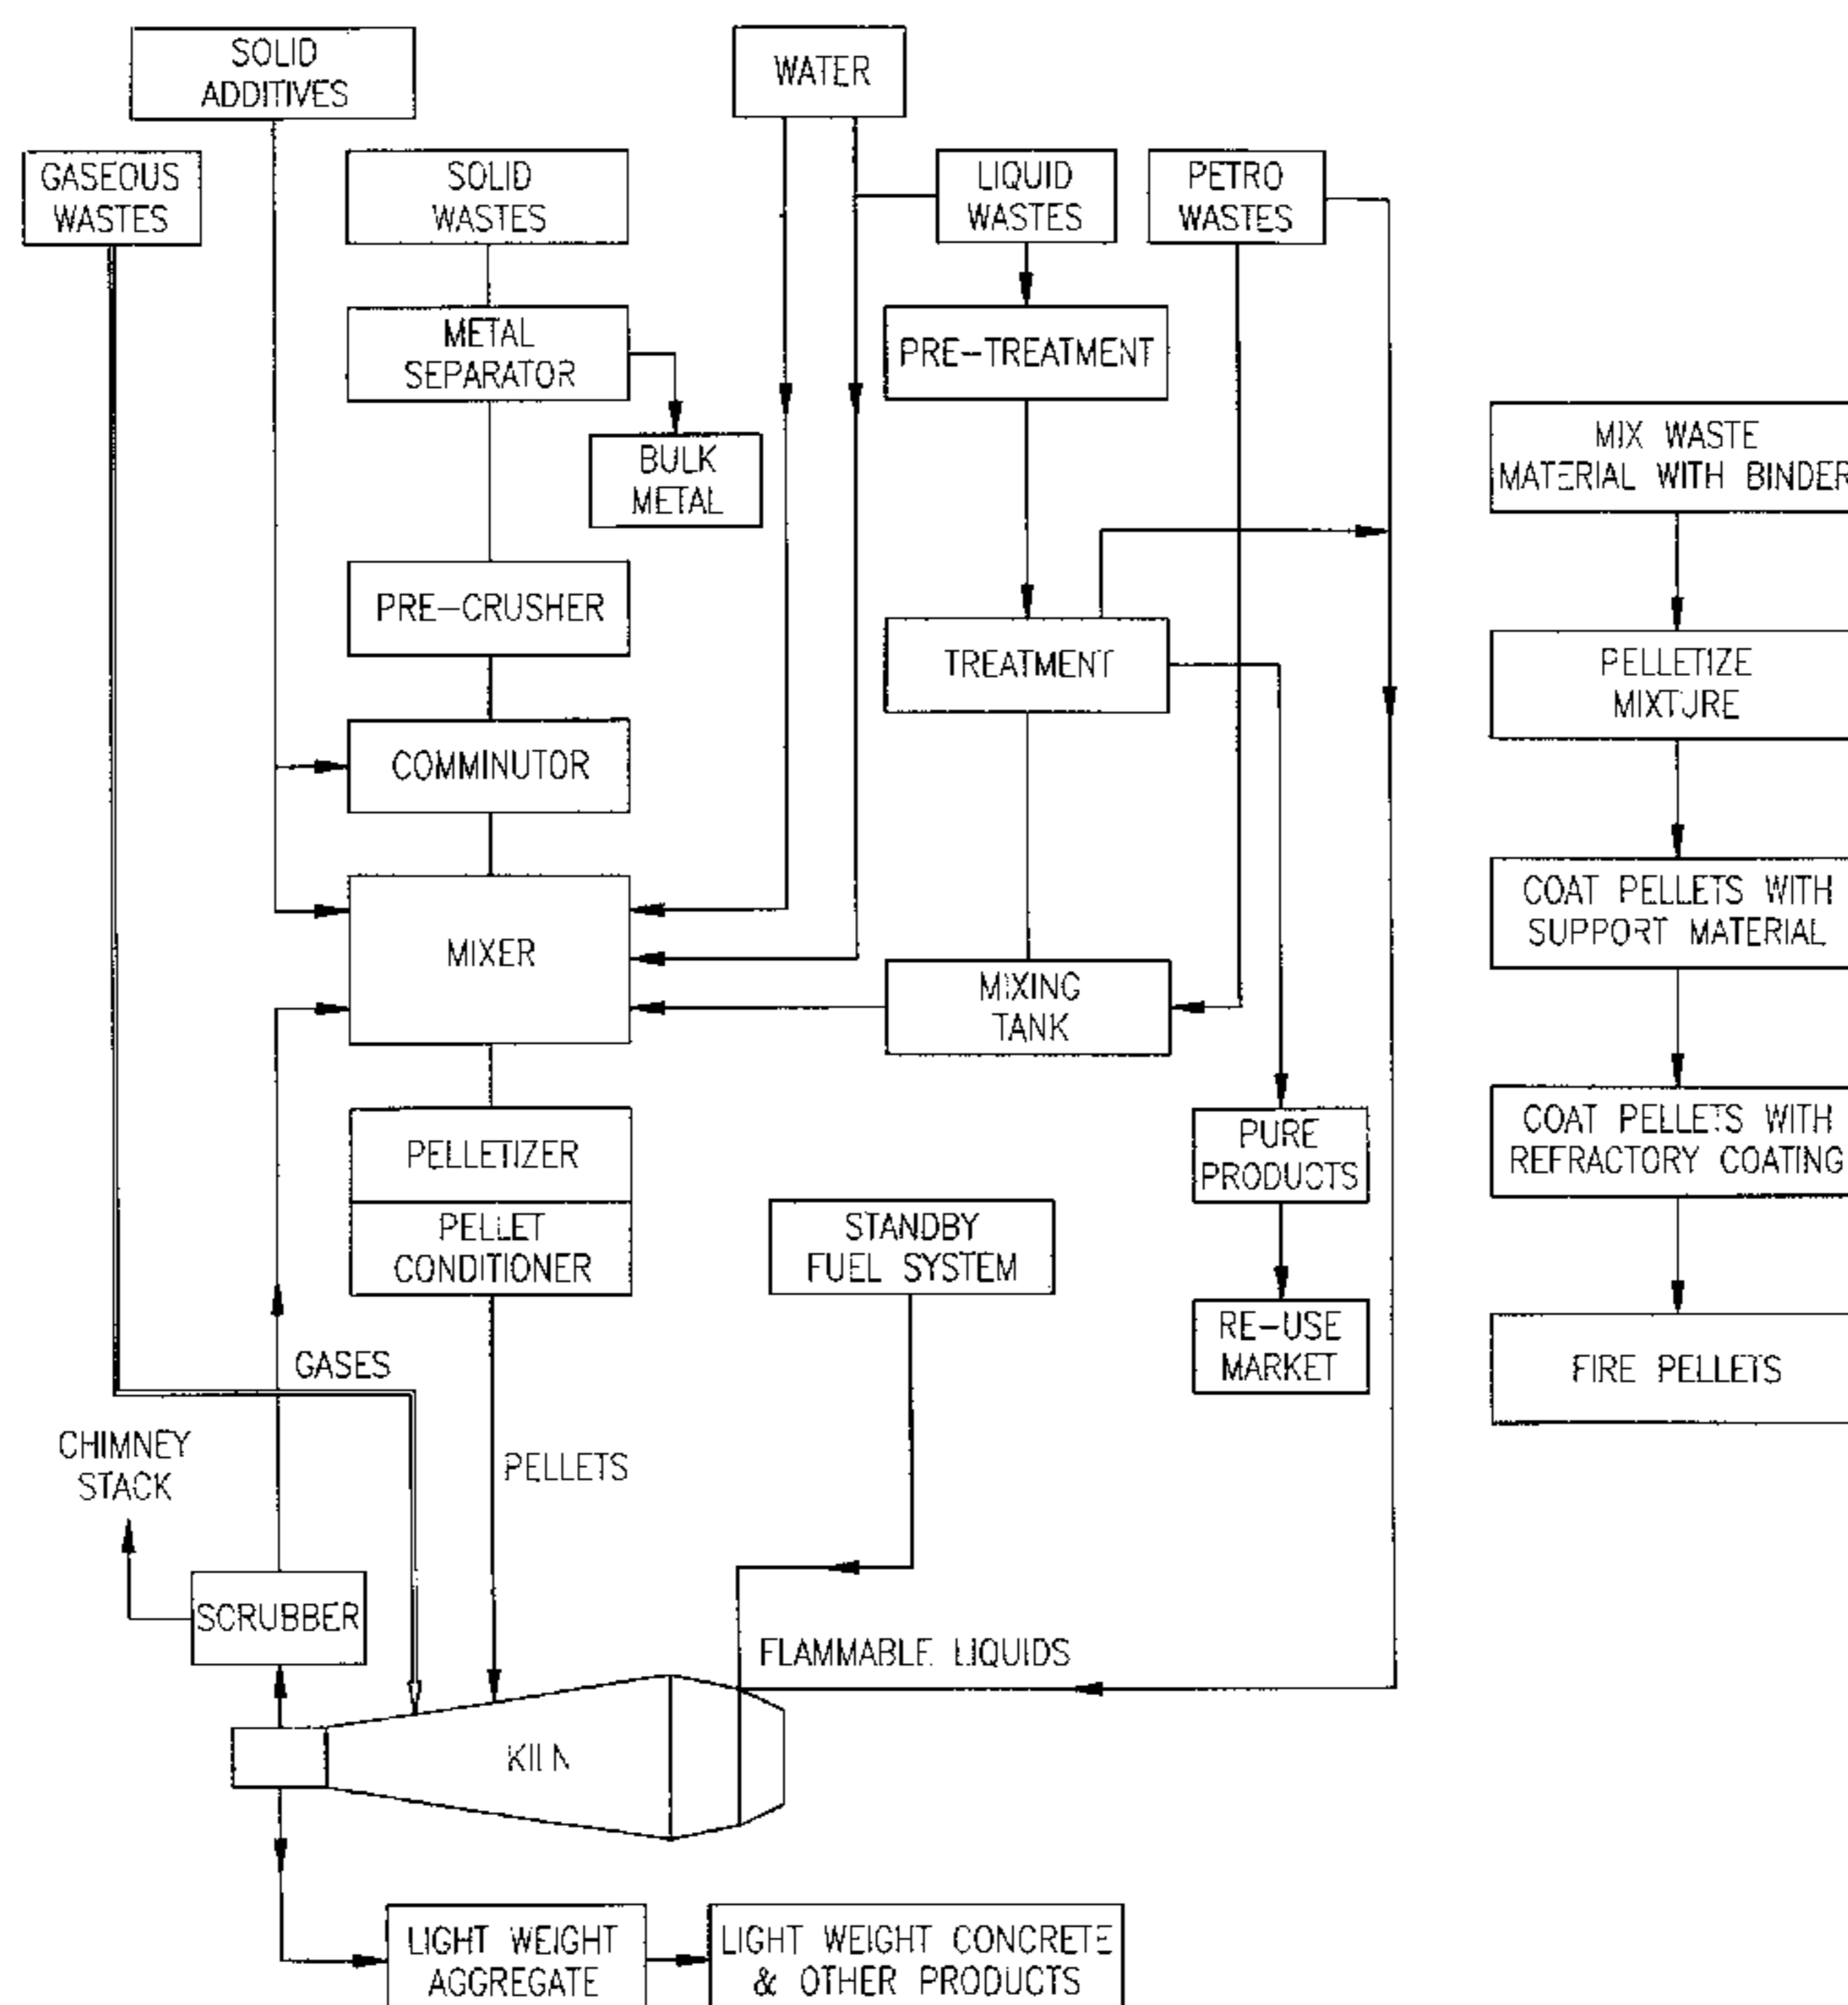 SOLID
ADDITIVES
WATER
GASEOUS
WASTES
SOLID
WASTES
LIQUID
WASTES
PETRO
WASTES
METAL
SEPARATOR
PRE-TREATMENT
BULK
METAL
MIX WASTE
MATERIAL WITH BINDER
PRE-CRUSHER
TREATMENT
PELLETIZE
MIXTURE
COMMINUTOR
MIXER
COAT PELLETS WITH
SUPPORT MATERIAL
MIXING
TANK
PELLETIZER
PURE
PRODUCTS
COAT PELLETS WITH
REFRACTORY COATING
PELLET
CONDITIONER
STANDBY
FUEL SYSTEM
RE-USE
MARKET
FIRE PELLETS
GASES
CHIMNEY
STACK
PELLETS
SCRUBBER
FLAMMABLE LIQUIDS
KILN
LIGHT WEIGHT
AGGREGATE
LIGHT WEIGHT CONCRETE
& OTHER PRODUCTS